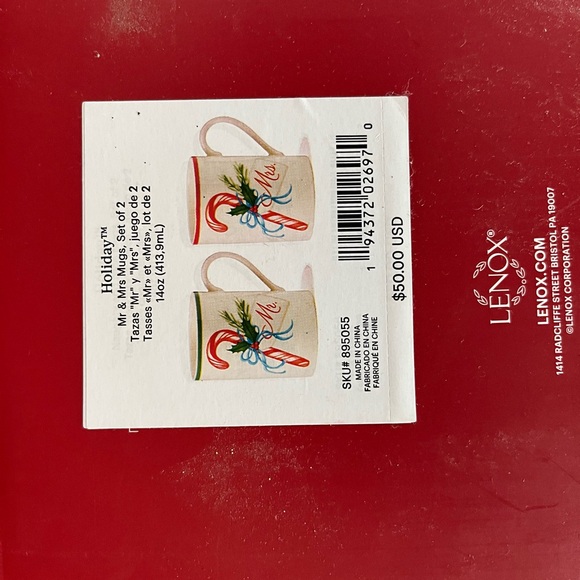 Holiday™
Mr & Mrs Mugs, Set of 2
Tazas "Mr" y "Mrs", juego de 2
Tasses «Mr» et «Mrs», lot de 2
14oz (413,9mL)
Mr.
Mrs.
SKU# 895055
MADE IN CHINA
FABRICADO EN CHINA
FABRIQUÉ EN CHINE
1 94372 02697 0
$50.00 USD
LENOX®
LENOX.COM
1414 RADCLIFFE STREET BRISTOL PA 19007
©LENOX CORPORATION